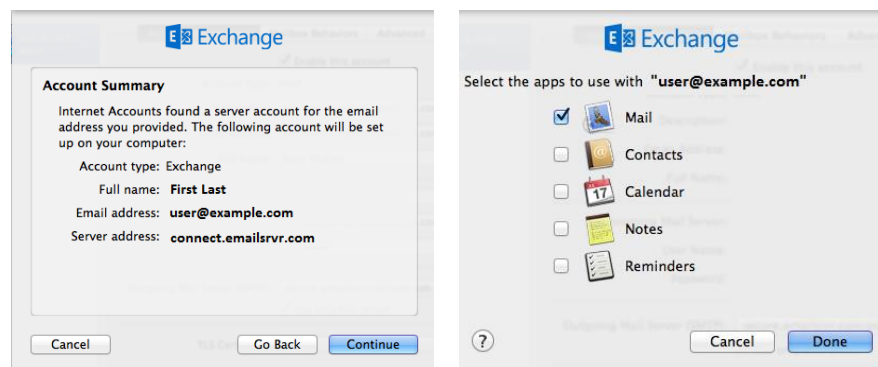 Exchange
Account Summary
Internet Accounts found a server account for the email
address you provided. The following account will be set
up on your computer:
Account type: Exchange
Full name: First Last
Email address: user@example.com
Server address: connect.emailsrvr.com
Cancel
Go Back
Continue
Exchange
Select the apps to use with "user@example.com"
Mail
Contacts
17
Calendar
Notes
Reminders
?
Cancel
Done